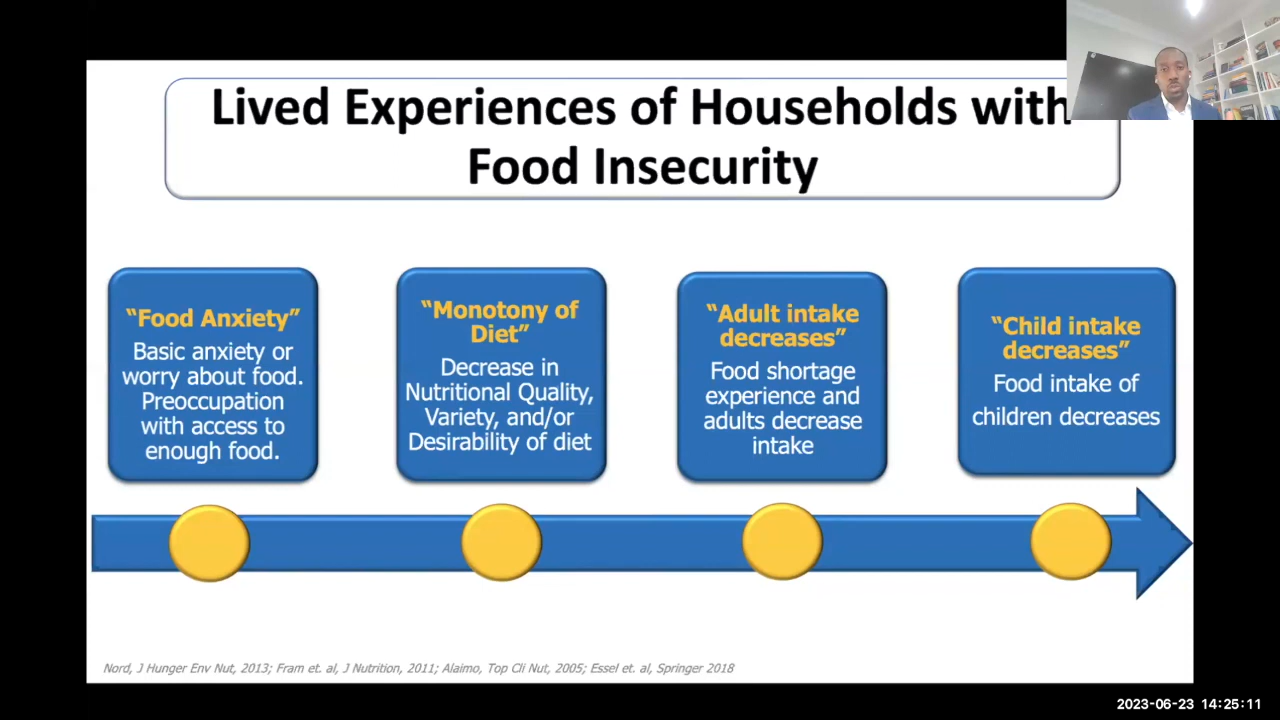 Lived Experiences of Households with
Food Insecurity
“Food Anxiety”
Basic anxiety or
worry about food.
Preoccupation
with access to
enough food.
“Monotony of
Diet”
Decrease in
Nutritional Quality,
Variety, and/or
Desirability of diet
“Adult intake
decreases”
Food shortage
experience and
adults decrease
intake
“Child intake
decreases”
Food intake of
children decreases
Nord, J Hunger Env Nut, 2013; Fram et. al, J Nutrition, 2011; Alaimo, Top Cli Nut, 2005; Essel et. al, Springer 2018
2023-06-23 14:25:11